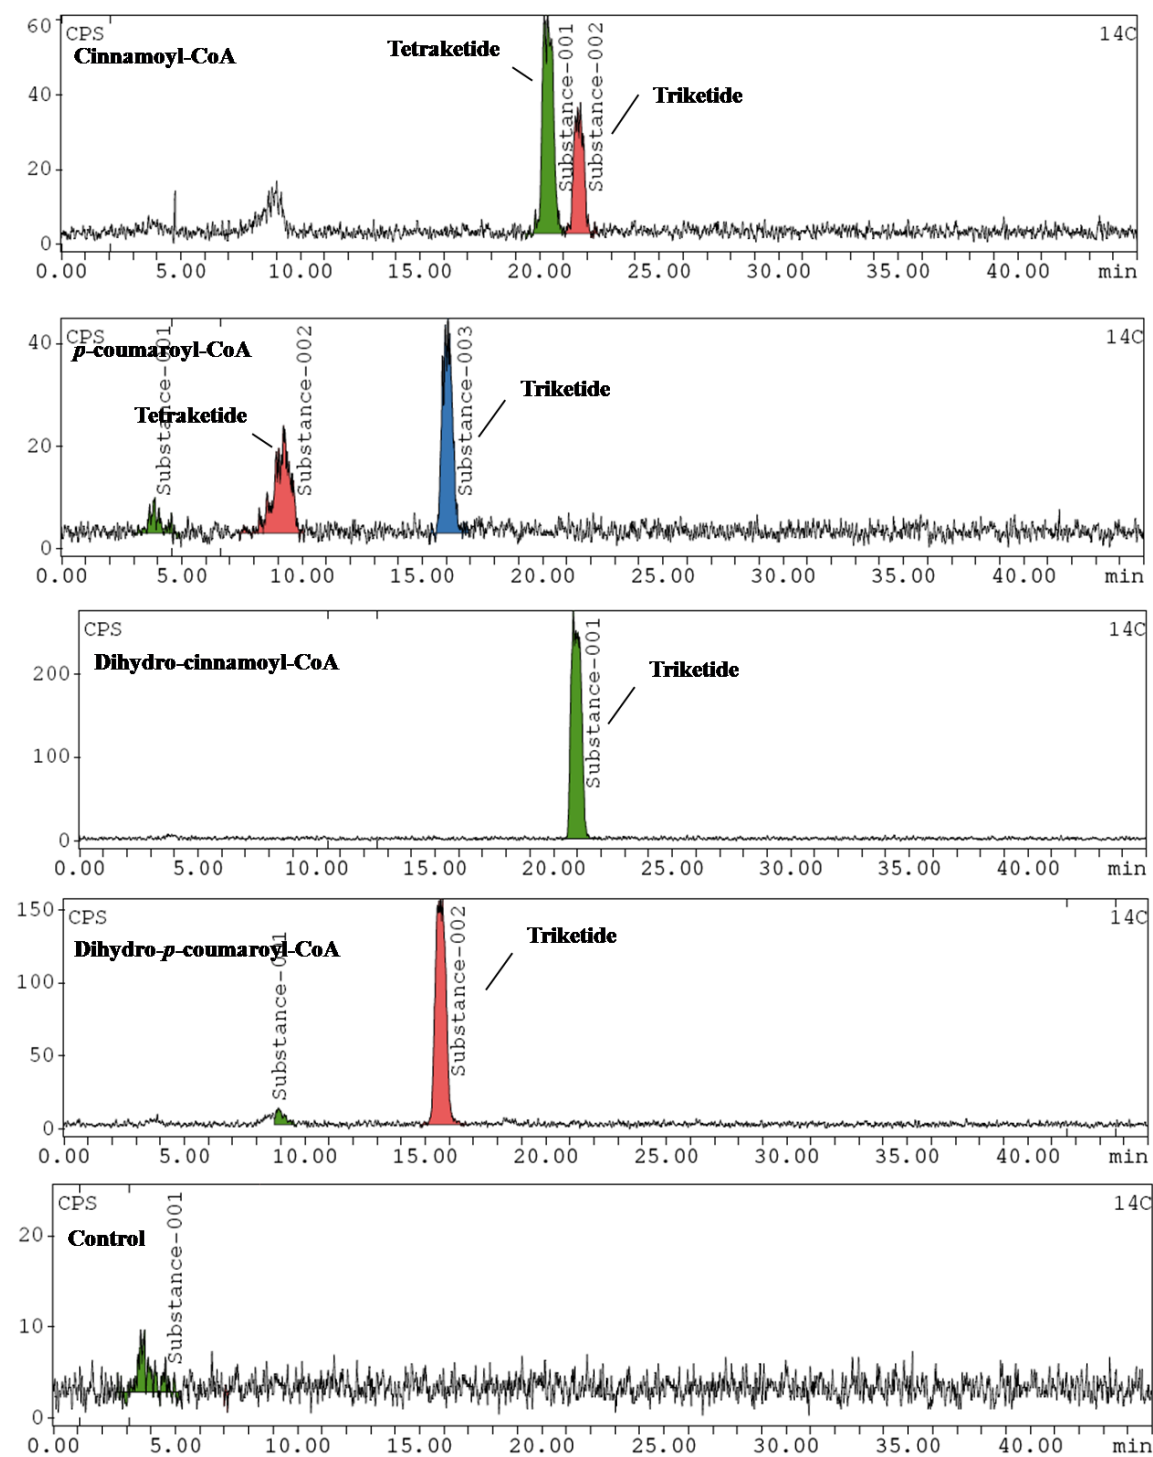 60 CPS 14C
Cinnamoyl-CoA
Tetraketide
Substance-001
Substance-002
Triketide
40
20
0
0.00 5.00 10.00 15.00 20.00 25.00 30.00 35.00 40.00 min
CPS 14C
40
p-coumaroyl-CoA
Substance-001
Tetraketide
Substance-002
Substance-003
Triketide
20
0
0.00 5.00 10.00 15.00 20.00 25.00 30.00 35.00 40.00 min
CPS 14C
Dihydro-cinnamoyl-CoA
Substance-001
Triketide
200
100
0
0.00 5.00 10.00 15.00 20.00 25.00 30.00 35.00 40.00 min
150 CPS 14C
Dihydro-p-coumaroyl-CoA
Substance-001
Substance-002
Triketide
100
50
0
0.00 5.00 10.00 15.00 20.00 25.00 30.00 35.00 40.00 min
CPS 14C
Control
Substance-001
20
10
0
0.00 5.00 10.00 15.00 20.00 25.00 30.00 35.00 40.00 min